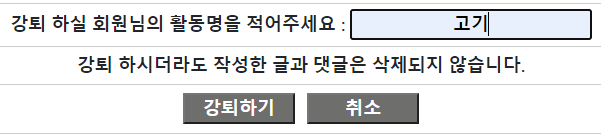 강퇴 하실 회원님의 활동명을 적어주세요 : 고기
강퇴 하시더라도 작성한 글과 댓글은 삭제되지 않습니다.
강퇴하기 취소